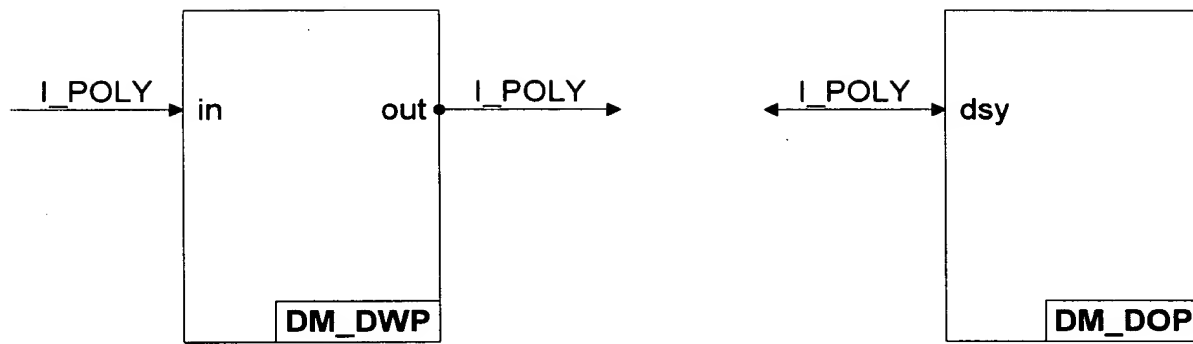 I_POLY
in
out
I_POLY
DM_DWP
I_POLY
dsy
DM_DOP